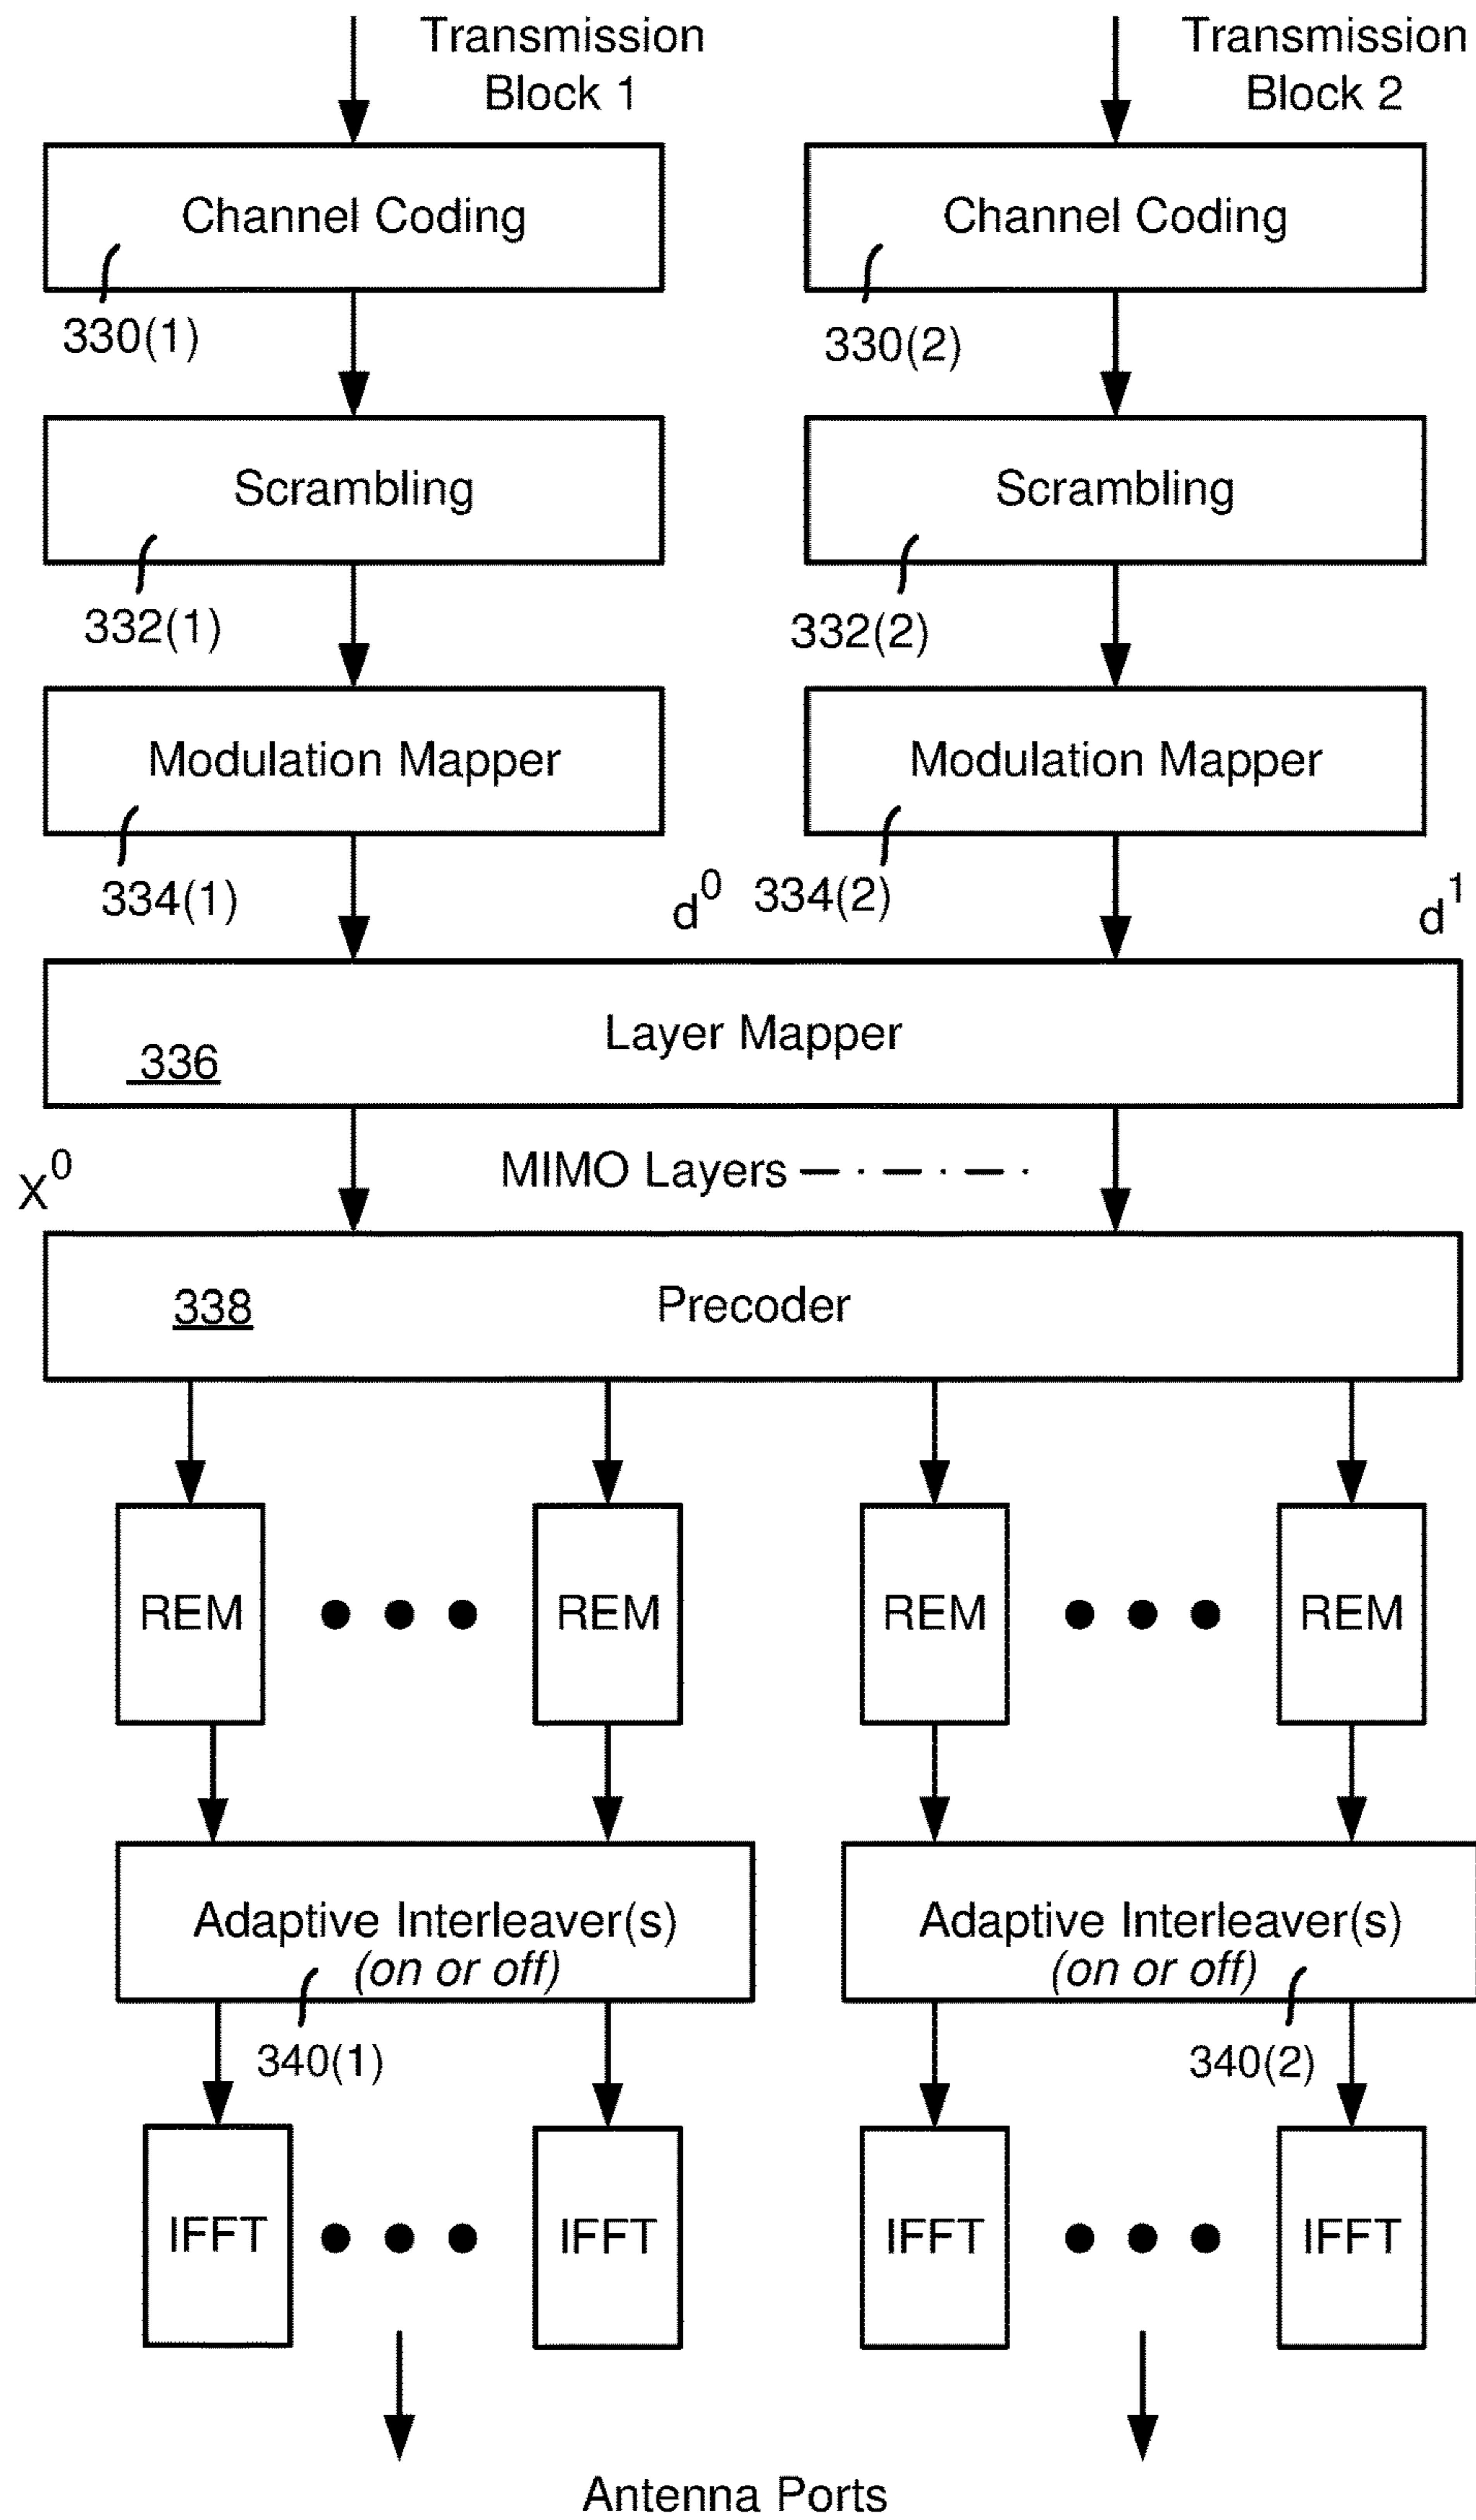 Transmission
Block 1
Transmission
Block 2
Channel Coding
Channel Coding
330(1)
330(2)
Scrambling
Scrambling
332(1)
332(2)
Modulation Mapper
Modulation Mapper
334(1)
d⁰
334(2)
d¹
Layer Mapper
336
X⁰
MIMO Layers
338
Precoder
REM
REM
REM
REM
Adaptive Interleaver(s)
(on or off)
Adaptive Interleaver(s)
(on or off)
340(1)
340(2)
IFFT
IFFT
IFFT
IFFT
Antenna Ports